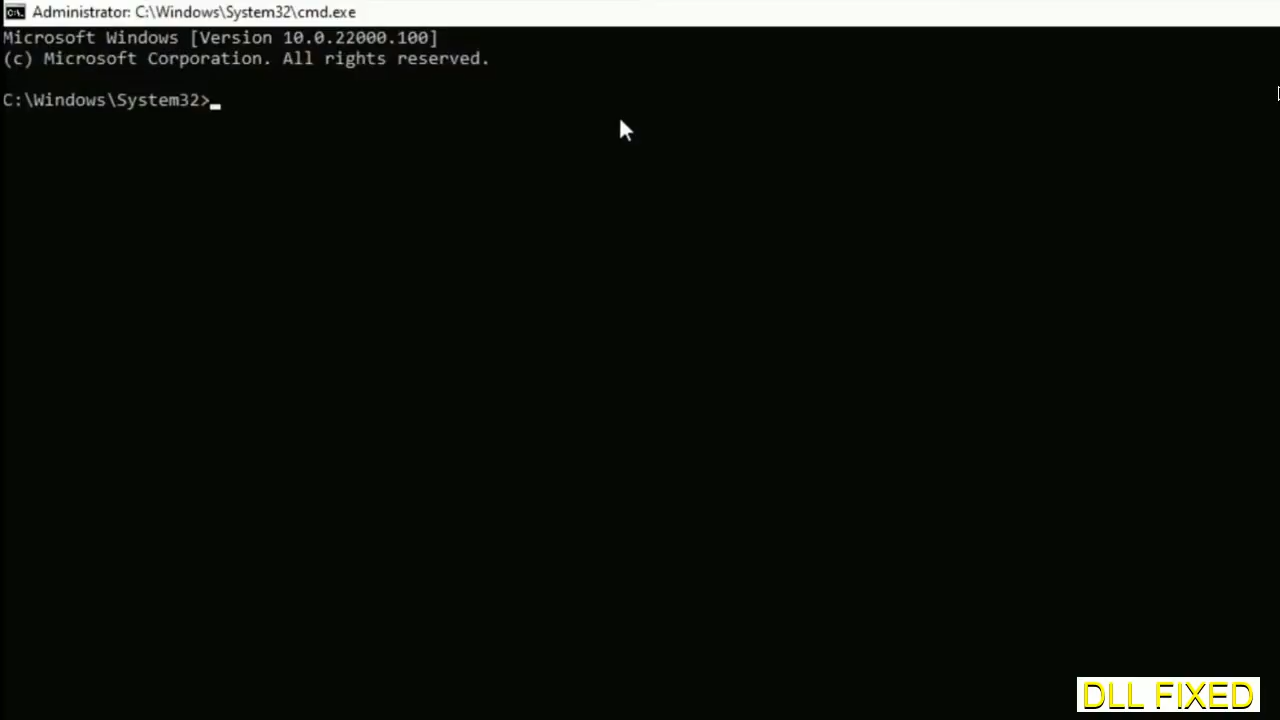 Administrator: C:\Windows\System32\cmd.exe
Microsoft Windows [Version 10.0.22000.100]
(c) Microsoft Corporation. All rights reserved.
C:\Windows\System32>
DLL FIXED